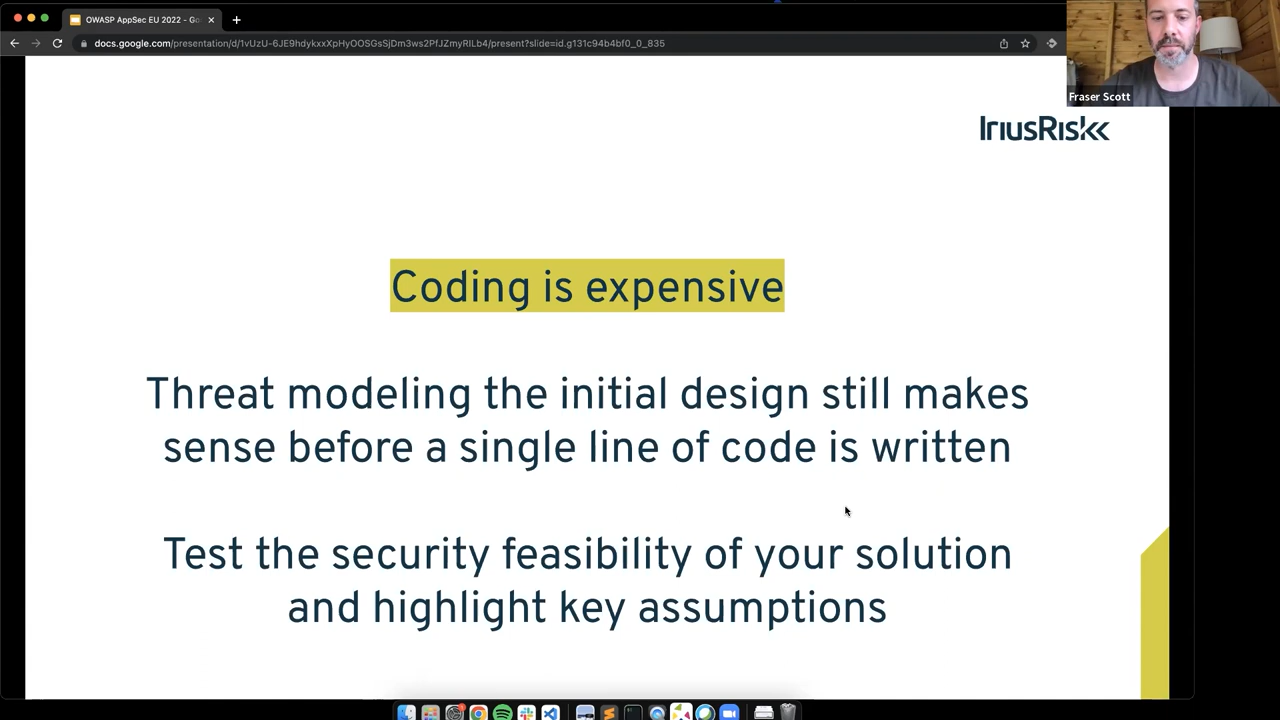 OWASP AppSec EU 2022 - Go
docs.google.com/presentation/d/1vUzU-6JE9hdykxxXpHyOOSGsSjDm3ws2PfJZmyRILb4/present?slide=id.g131c94b4bf0_0_835
Fraser Scott
IriusRisk
Coding is expensive
Threat modeling the initial design still makes
sense before a single line of code is written
Test the security feasibility of your solution
and highlight key assumptions